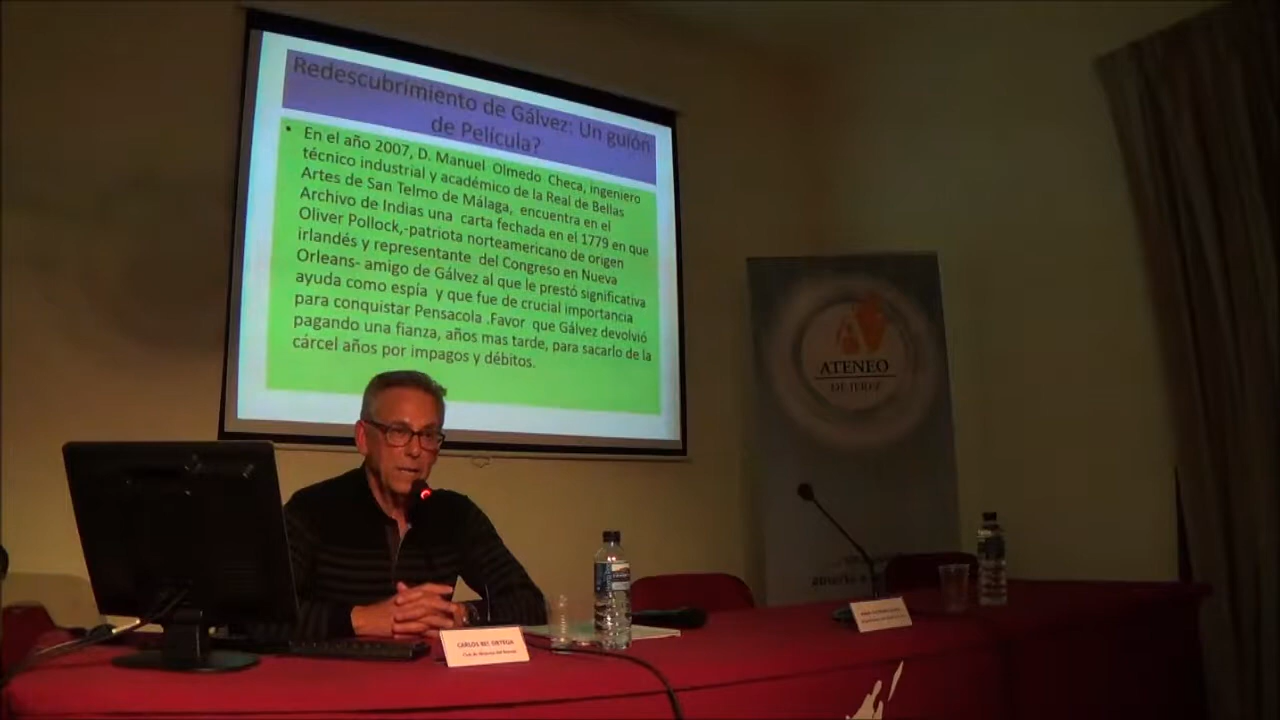 Redescubrimiento de Gálvez: Un guión
de Película?
• En el año 2007, D. Manuel Olmedo Checa, ingeniero
técnico industrial y académico de la Real de Bellas
Artes de San Telmo de Málaga, encuentra en el
Archivo de Indias una carta fechada en el 1779 en que
Oliver Pollock,-patriota norteamericano de origen
irlandés y representante del Congreso en Nueva
Orleans- amigo de Gálvez al que le prestó significativa
ayuda como espía y que fue de crucial importancia
para conquistar Pensacola .Favor que Gálvez devolvió
pagando una fianza, años mas tarde, para sacarlo de la
cárcel años por impagos y débitos.
ATENEO
DE JEREZ
CARLOS
ORTEGA